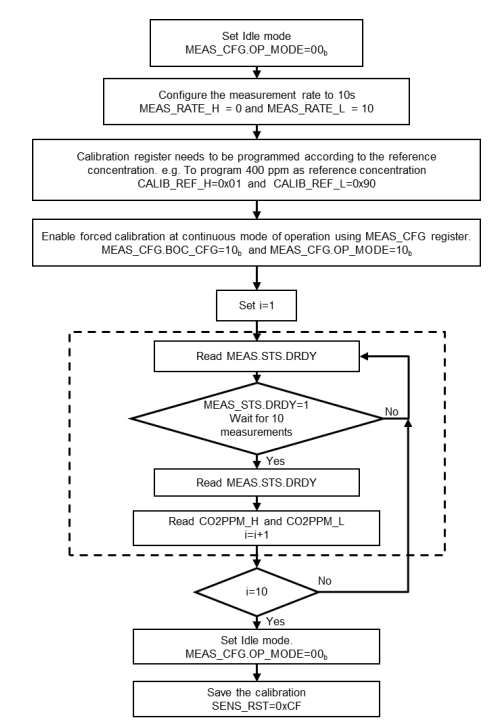 Set Idle mode
MEAS_CFG.OP_MODE=00b
Configure the measurement rate to 10s
MEAS_RATE_H = 0 and MEAS_RATE_L = 10
Calibration register needs to be programmed according to the reference
concentration. e.g. To program 400 ppm as reference concentration
CALIB_REF_H=0x01 and CALIB_REF_L=0x90
Enable forced calibration at continuous mode of operation using MEAS_CFG register.
MEAS_CFG.BOC_CFG=10b and MEAS_CFG.OP_MODE=10b
Set i=1
Read MEAS.STS.DRDY
MEAS_STS.DRDY=1
Wait for 10
measurements
No
Yes
Read MEAS.STS.DRDY
Read CO2PPM_H and CO2PPM_L
i=i+1
i=10
No
Yes
Set Idle mode.
MEAS_CFG.OP_MODE=00b
Save the calibration
SENS_RST=0xCF